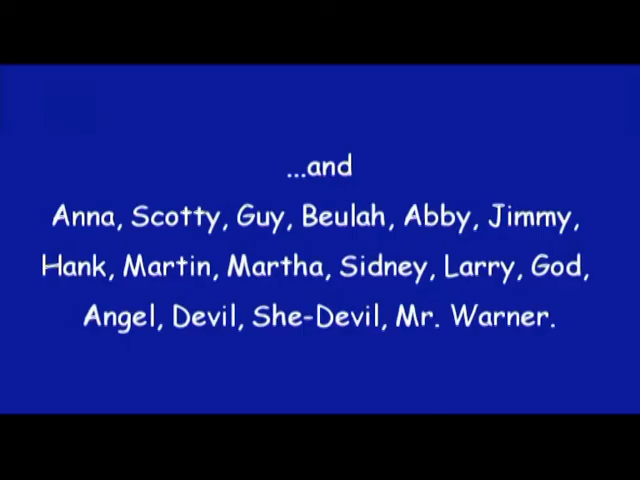 ...and
Anna, Scotty, Guy, Beulah, Abby, Jimmy,
Hank, Martin, Martha, Sidney, Larry, God,
Angel, Devil, She-Devil, Mr. Warner.